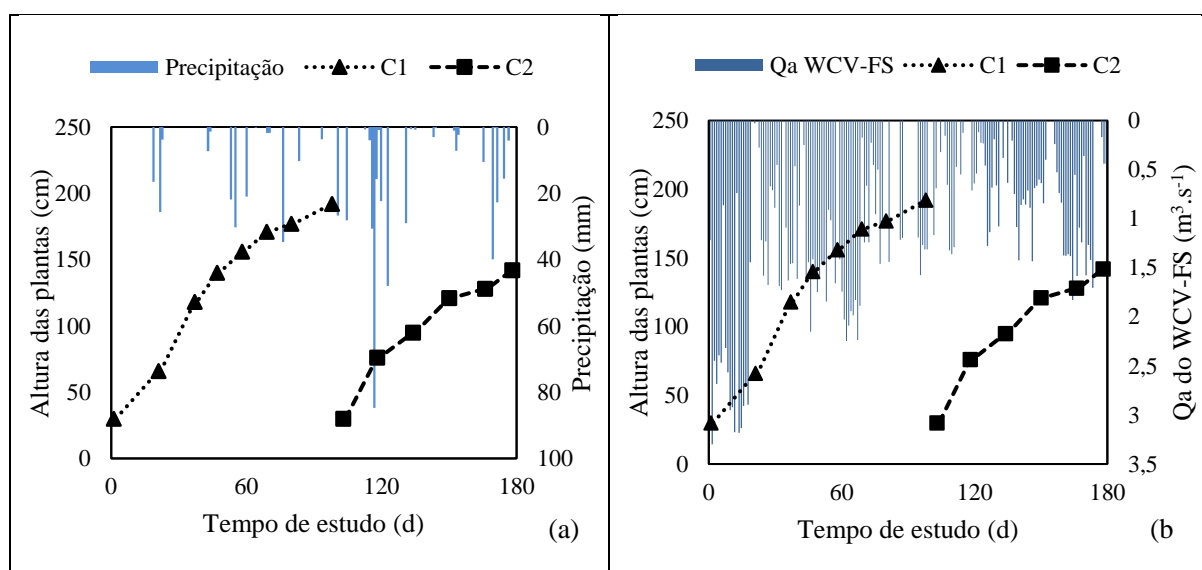 Precipitação C1 C2
250 0
200 20
150 40
100 60
50 80
0 100
0 60 120 180
Altura das plantas (cm)
Precipitação (mm)
Tempo de estudo (d)
(a)
Qa WCV-FS C1 C2
250 0
200 0,5
150 1
100 1,5
50 2
0 2,5
3
3,5
0 60 120 180
Altura das plantas (cm)
Qa do WCV-FS (m³.s⁻¹)
Tempo de estudo (d)
(b